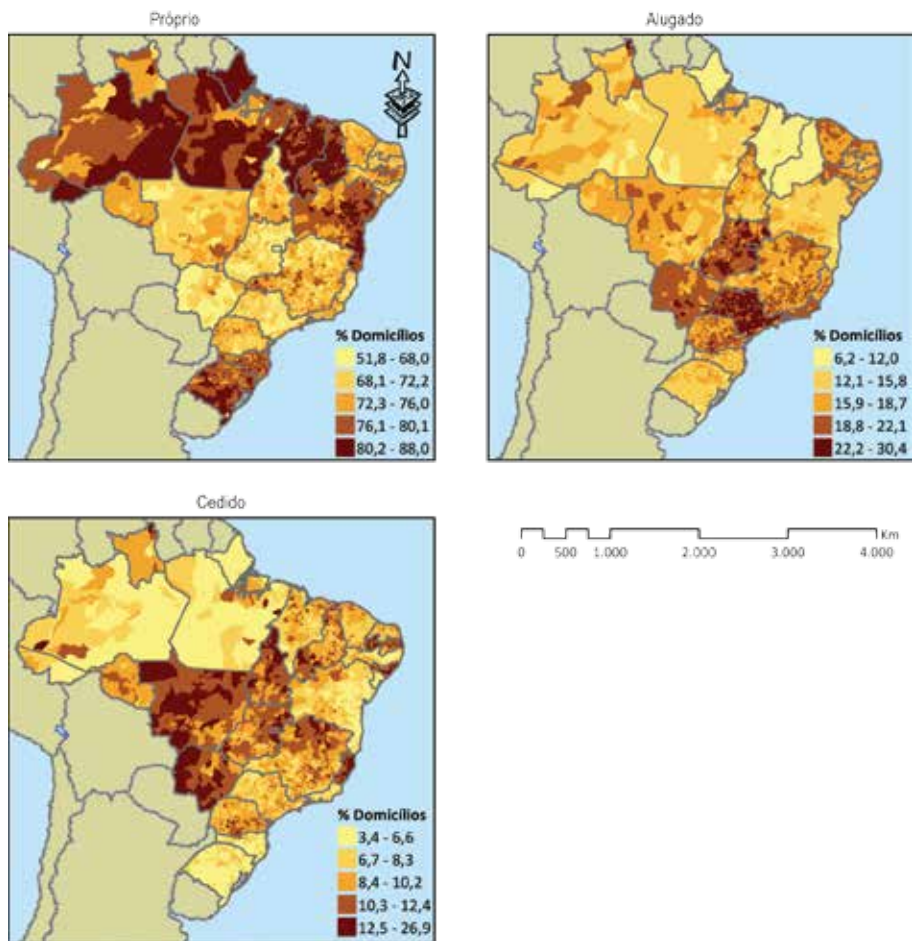 Próprio
N
% Domicílios
51,8 - 68,0
68,1 - 72,2
72,3 - 76,0
76,1 - 80,1
80,2 - 88,0
Alugado
% Domicílios
6,2 - 12,0
12,1 - 15,8
15,9 - 18,7
18,8 - 22,1
22,2 - 30,4
Cedido
% Domicílios
3,4 - 6,6
6,7 - 8,3
8,4 - 10,2
10,3 - 12,4
12,5 - 26,9
Km
0 500 1.000 2.000 3.000 4.000